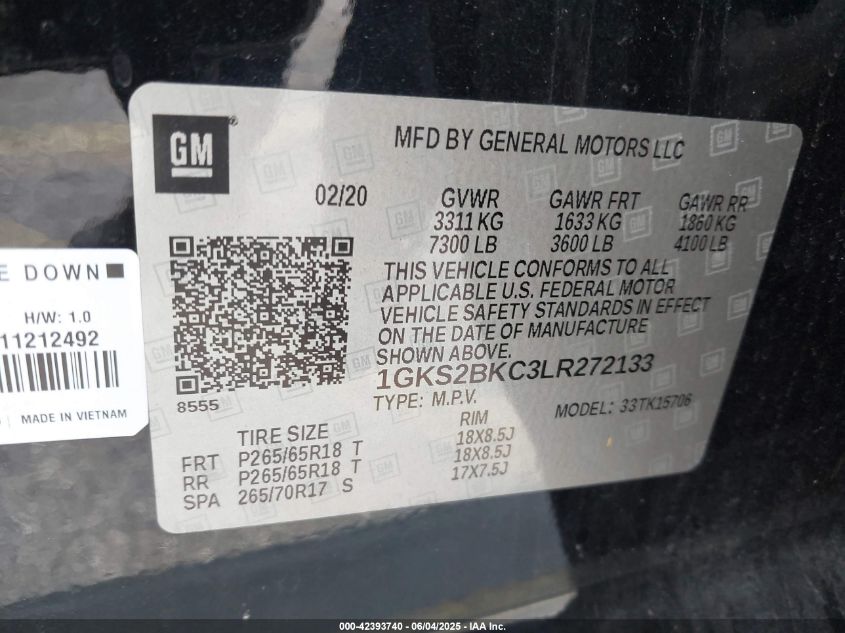 GM
®
MFD BY GENERAL MOTORS LLC
02/20
GVWR GAWR FRT GAWR RR
3311 KG 1633 KG 1860 KG
7300 LB 3600 LB 4100 LB
THIS VEHICLE CONFORMS TO ALL
APPLICABLE U.S. FEDERAL MOTOR
VEHICLE SAFETY STANDARDS IN EFFECT
ON THE DATE OF MANUFACTURE
SHOWN ABOVE.
1GKS2BKC3LR272133
TYPE: M.P.V. MODEL: 33TK15706
8555
TIRE SIZE RIM
FRT P265/65R18 T 18X8.5J
RR P265/65R18 T 18X8.5J
SPA 265/70R17 S 17X7.5J
E DOWN
H/W: 1.0
11212492
MADE IN VIETNAM
000-42393740 - 06/04/2025 - IAA Inc.